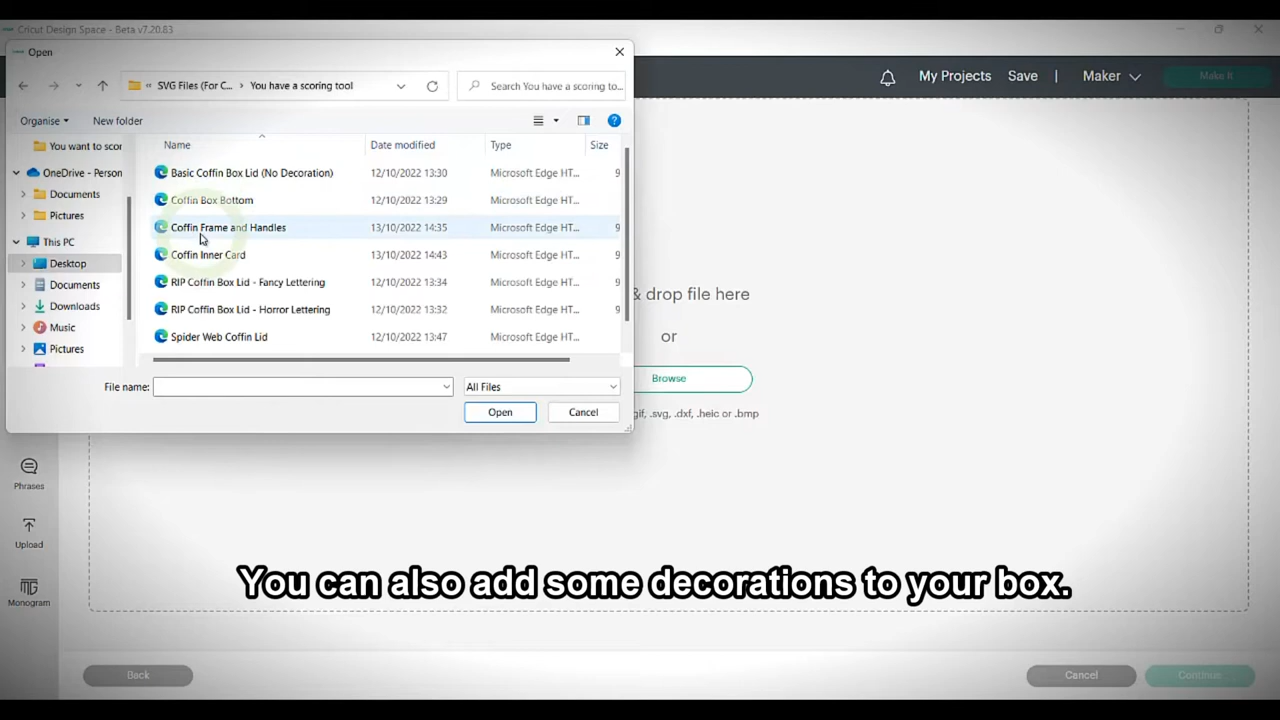 Cricut Design Space - Beta v7.20.83
Open
SVG Files (For C... > You have a scoring tool
Search You have a scoring to...
My Projects
Save
|
Maker
Make It
Organise
New folder
Name
Date modified
Type
Size
You want to scor
OneDrive - Person
Documents
Pictures
This PC
Desktop
Documents
Downloads
Music
Pictures
Basic Coffin Box Lid (No Decoration) 12/10/2022 13:30 Microsoft Edge HT... 9
Coffin Box Bottom 12/10/2022 13:29 Microsoft Edge HT...
Coffin Frame and Handles 13/10/2022 14:35 Microsoft Edge HT... 9
Coffin Inner Card 12/10/2022 14:43 Microsoft Edge HT... 9
RIP Coffin Box Lid - Fancy Lettering 12/10/2022 13:34 Microsoft Edge HT... 9
RIP Coffin Box Lid - Horror Lettering 12/10/2022 13:32 Microsoft Edge HT... 9
Spider Web Coffin Lid 12/10/2022 13:47 Microsoft Edge HT...
File name:
All Files
Open
Cancel
& drop file here
or
Browse
gif, .svg, .dxf, .heic or .bmp
Phrases
Upload
MG
Monogram
You can also add some decorations to your box.
Back
Cancel
Continue